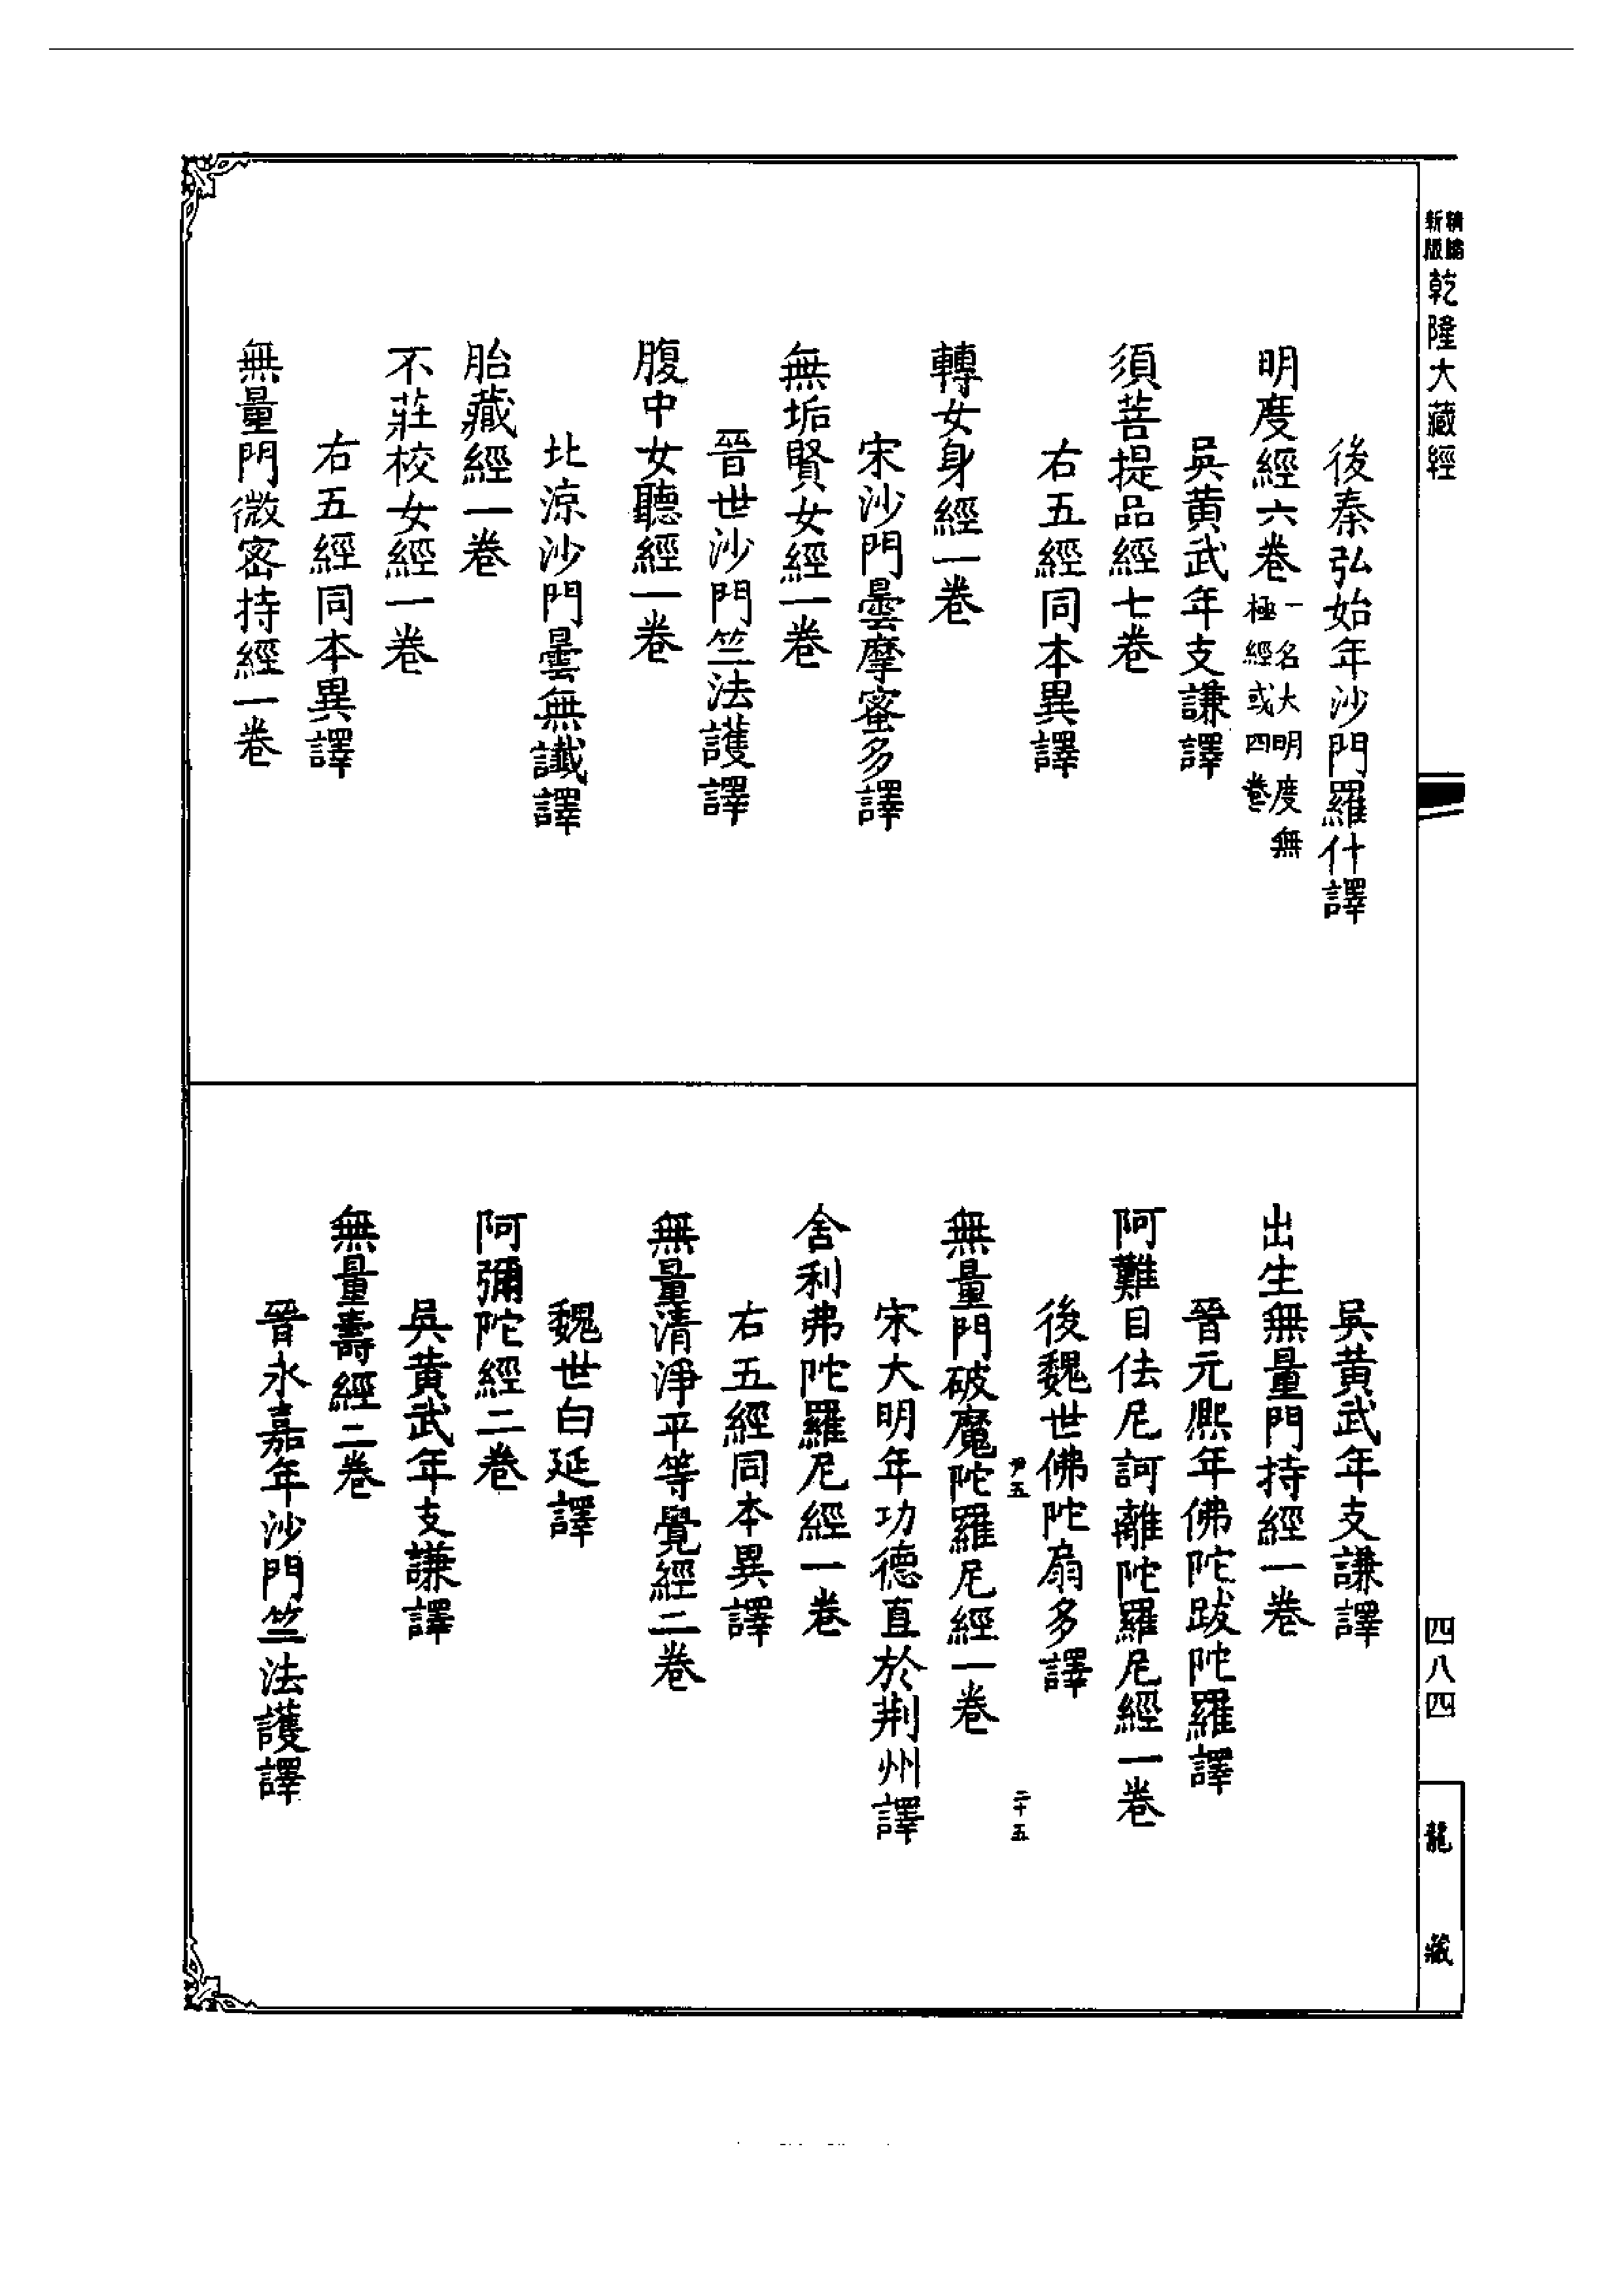 精縮新版乾隆大藏經
後秦弘始年沙門羅什譯
明度經六卷一名大明度無極經或四卷
吳黃武年支謙譯
須菩提品經七卷
右五經同本異譯
轉女身經一卷
宋沙門曇摩蜜多譯
無垢賢女經一卷
晉世沙門竺法護譯
腹中女聽經一卷
北涼沙門曇無讖譯
胎藏經一卷
不莊校女經一卷
右五經同本異譯
無量門微密持經一卷
吳黃武年支謙譯
出生無量門持經一卷
晉元熈年佛陀跋陀羅譯
阿難目佉尼訶離陀羅尼經一卷
後魏世佛陀扇多譯
尹五 二十五
無量門破魔陀羅尼經一卷
宋大明年功德直於荆州譯
舍利弗陀羅尼經一卷
右五經同本異譯
無量清淨平等覺經二卷
魏世白延譯
阿彌陀經二卷
吳黃武年支謙譯
無量壽經二卷
晉永嘉年沙門竺法護譯
四八四
龍藏